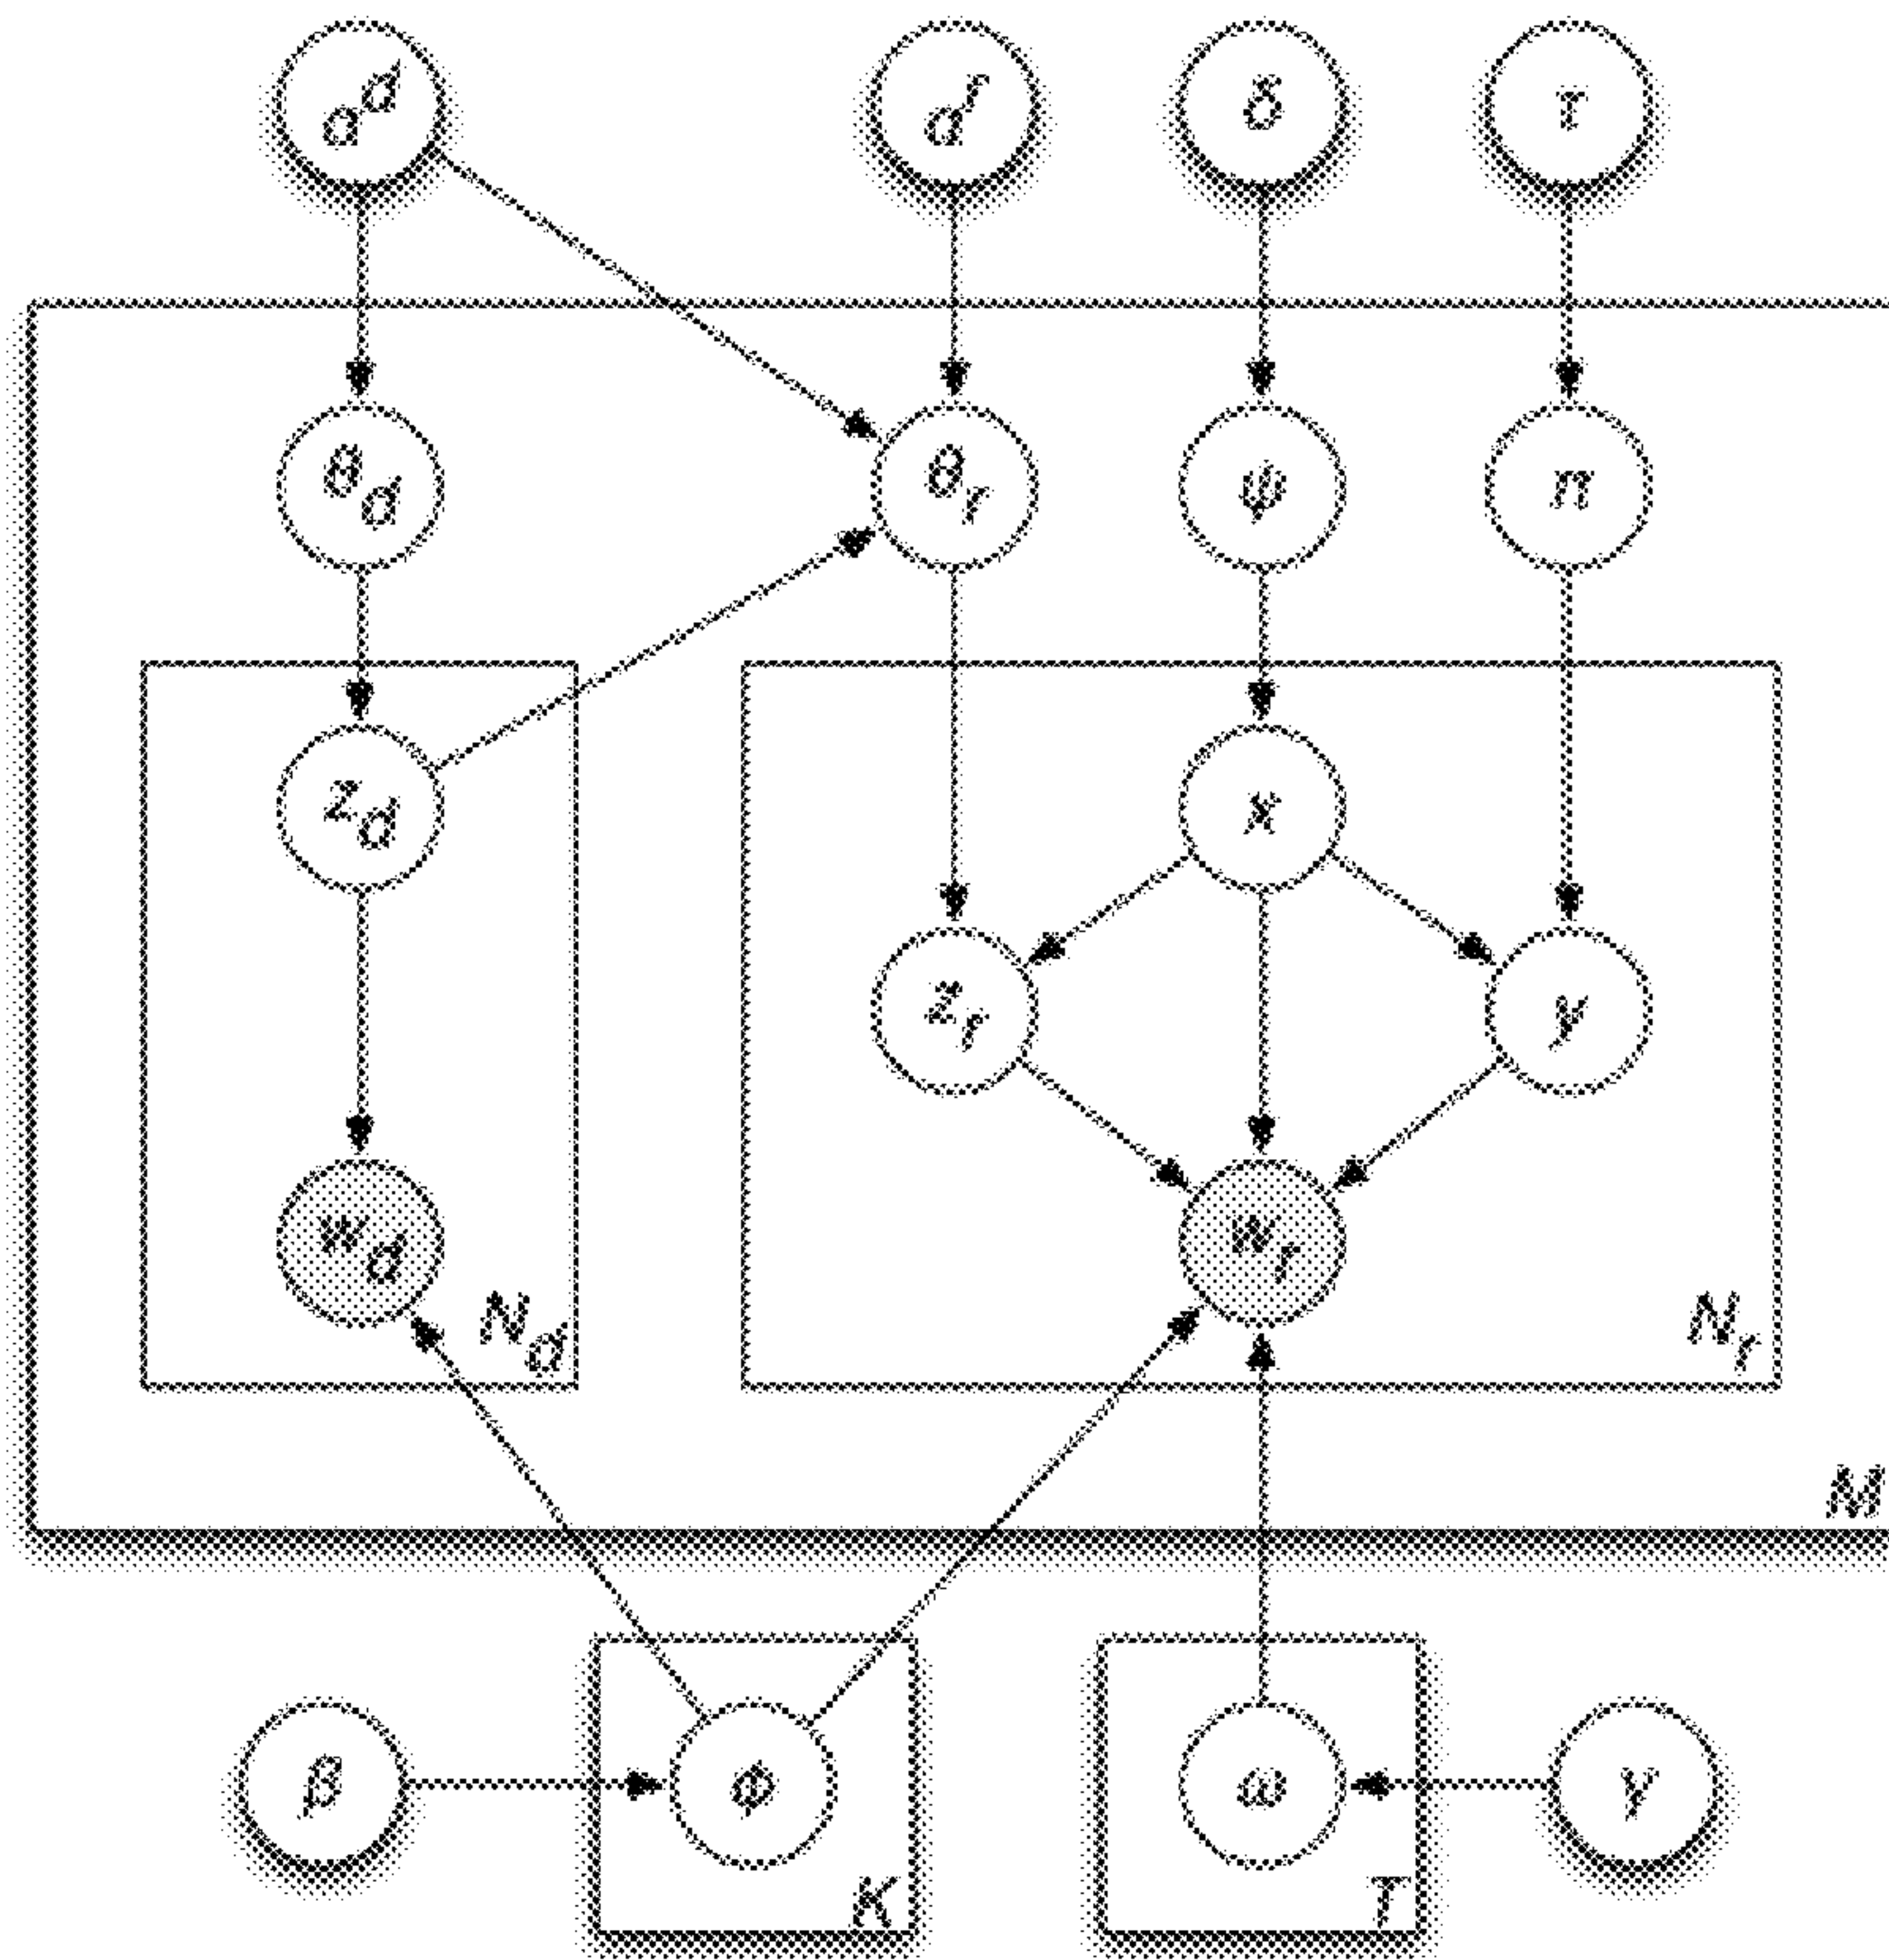 α^d α^r δ τ
θ_d θ_r ψ π
z_d x
z_r y
w_d w_r
N_d N_r
M
β ϕ ω γ
K T